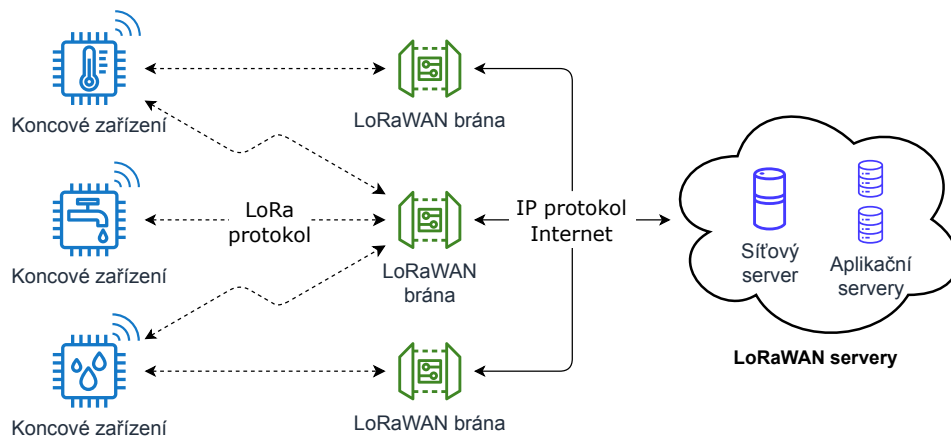 Koncové zařízení
LoRaWAN brána
Koncové zařízení
LoRa
protokol
LoRaWAN
brána
IP protokol
Internet
Síťový
server
Aplikační
servery
LoRaWAN servery
Koncové zařízení
LoRaWAN brána